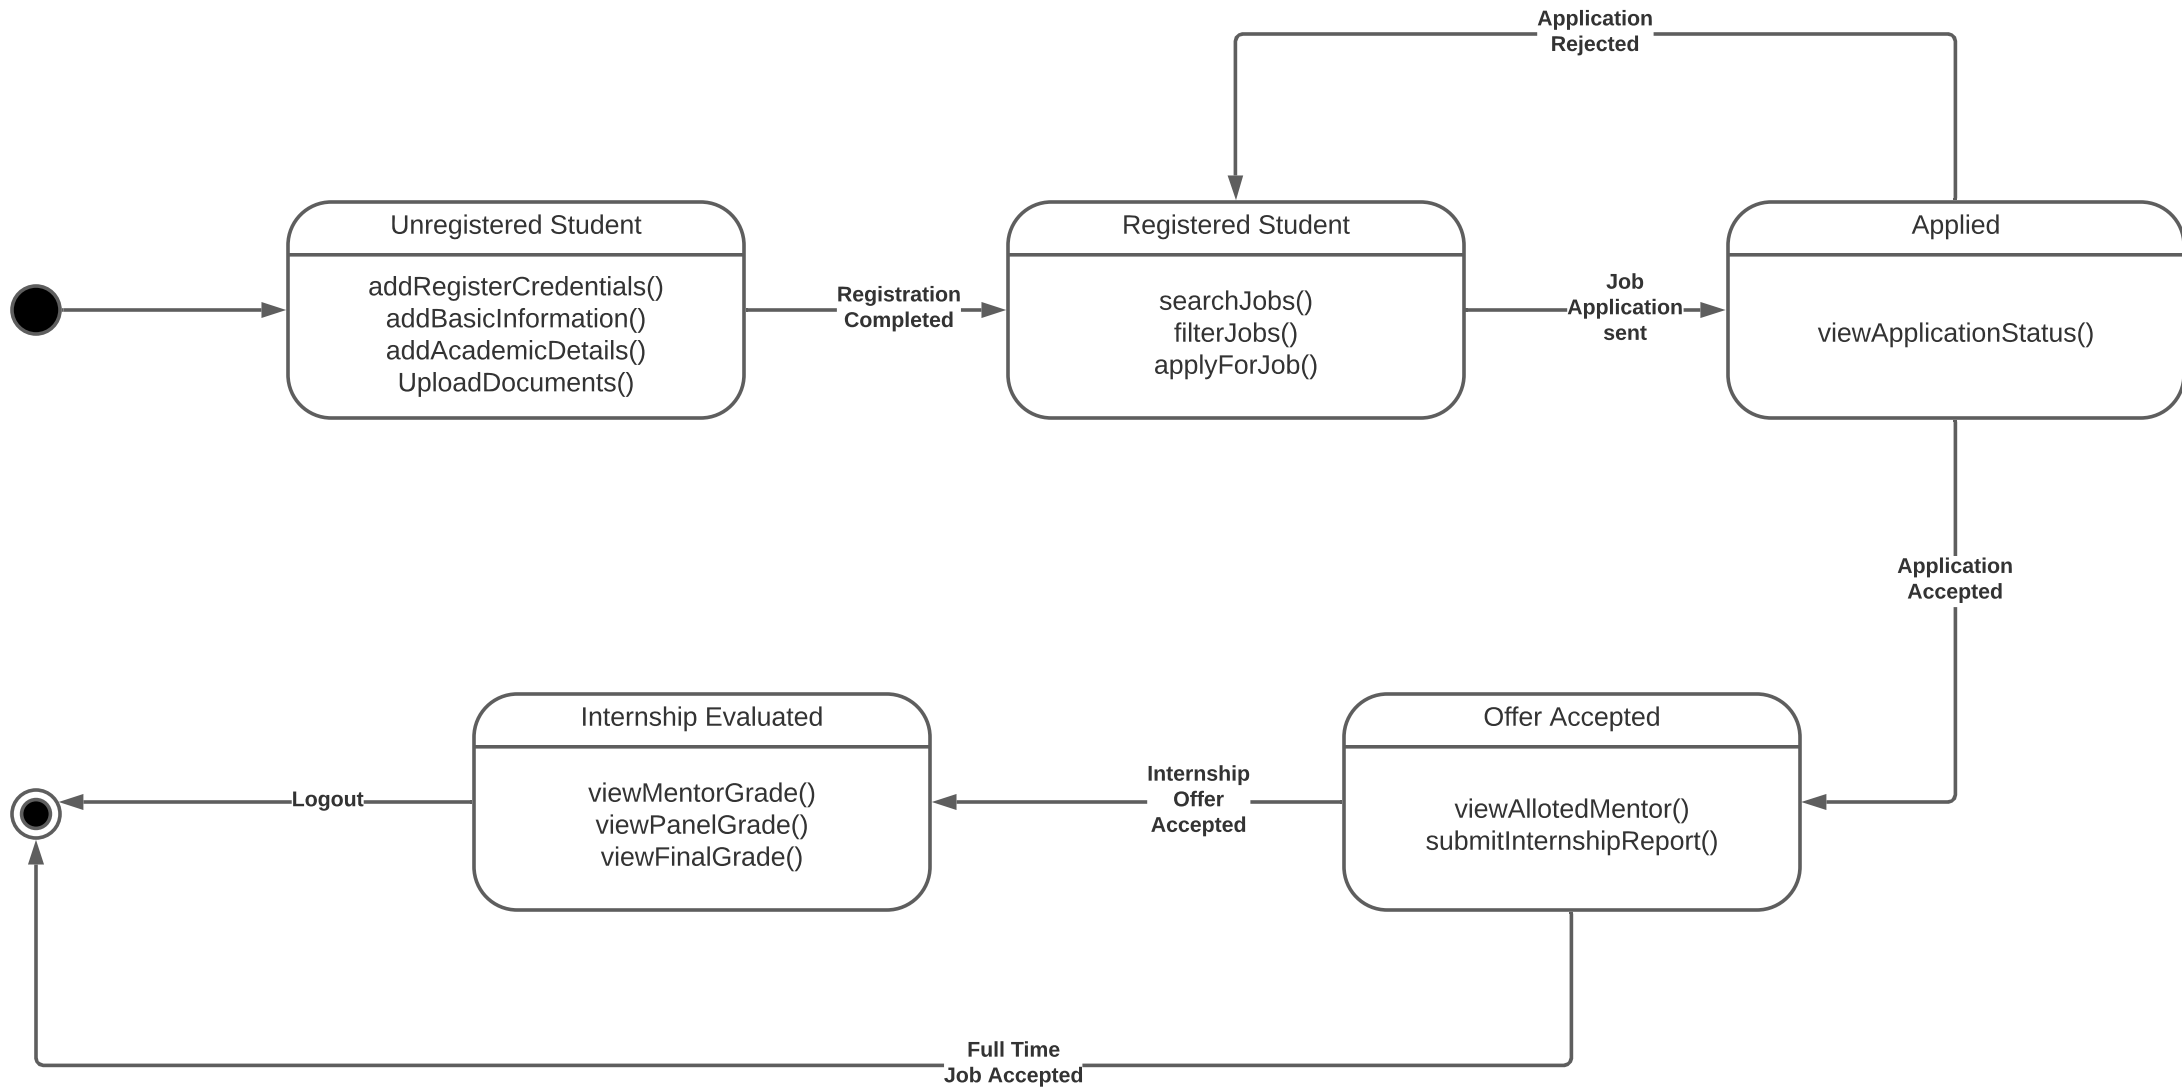 Application
Rejected
Unregistered Student
addRegisterCredentials()
addBasicInformation()
addAcademicDetails()
UploadDocuments()
Registration
Completed
Registered Student
searchJobs()
filterJobs()
applyForJob()
Job
Application
sent
Applied
viewApplicationStatus()
Application
Accepted
Internship Evaluated
viewMentorGrade()
viewPanelGrade()
viewFinalGrade()
Internship
Offer
Accepted
Offer Accepted
viewAllotedMentor()
submitInternshipReport()
Logout
Full Time
Job Accepted